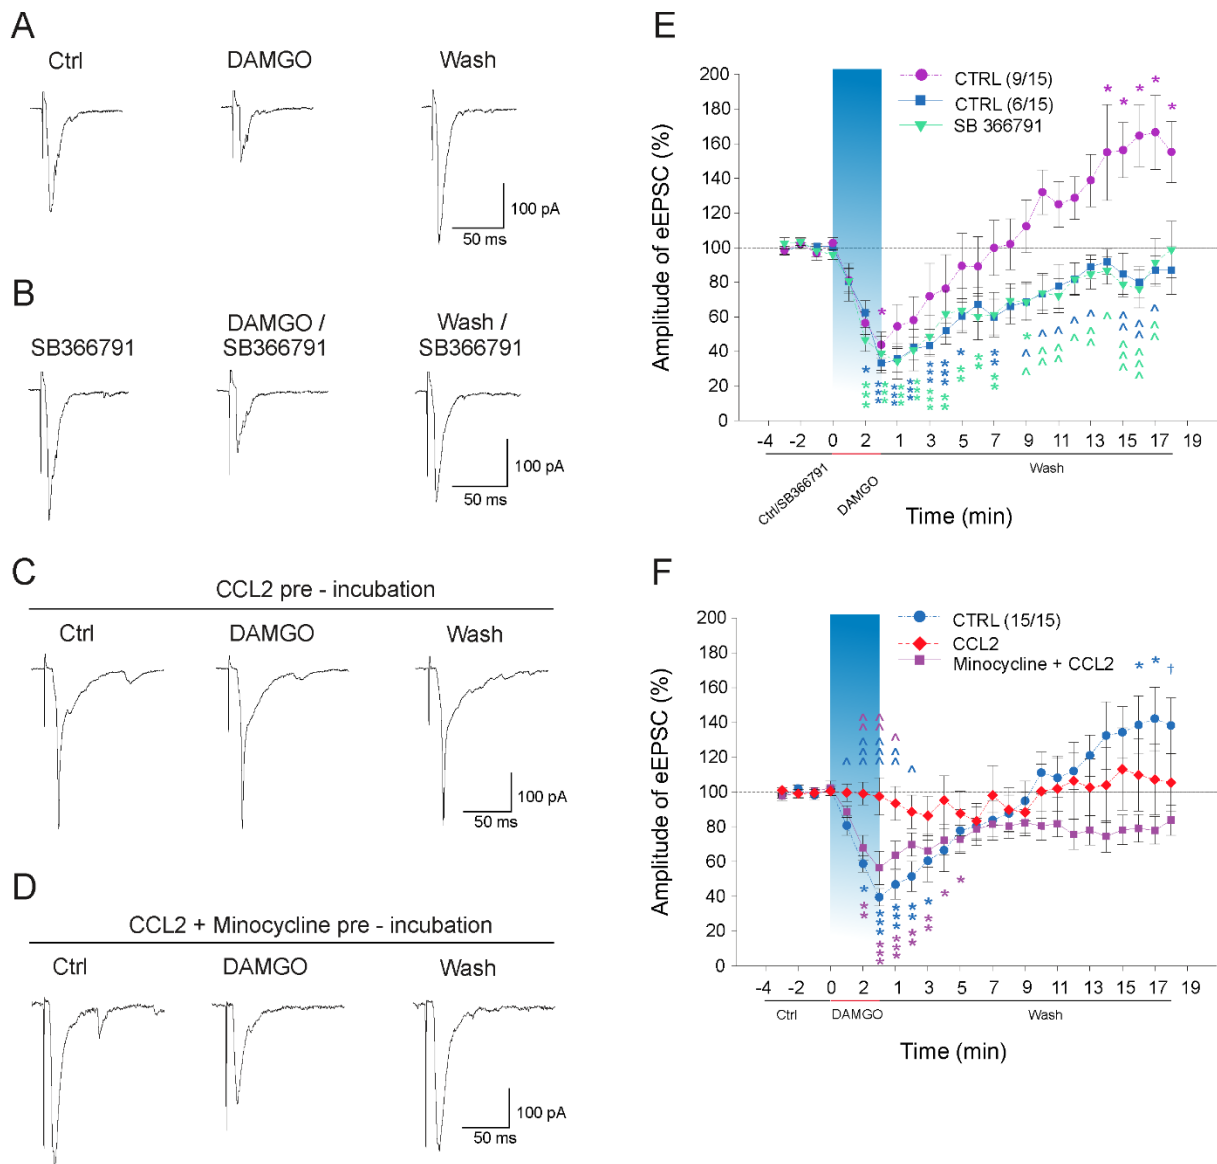 A
Ctrl
DAMGO
Wash
100 pA
50 ms
B
SB366791
DAMGO /
SB366791
Wash /
SB366791
100 pA
50 ms
C
CCL2 pre - incubation
Ctrl
DAMGO
Wash
100 pA
50 ms
D
CCL2 + Minocycline pre - incubation
Ctrl
DAMGO
Wash
100 pA
50 ms
E
CTRL (9/15)
CTRL (6/15)
SB 366791
Amplitude of eEPSC (%)
200
180
160
140
120
100
80
60
40
20
0
-4 -2 0 2 1 3 5 7 9 11 13 15 17 19
Ctrl/SB366791
DAMGO
Wash
Time (min)
F
CTRL (15/15)
CCL2
Minocycline + CCL2
Amplitude of eEPSC (%)
200
180
160
140
120
100
80
60
40
20
0
-4 -2 0 2 1 3 5 7 9 11 13 15 17 19
Ctrl
DAMGO
Wash
Time (min)